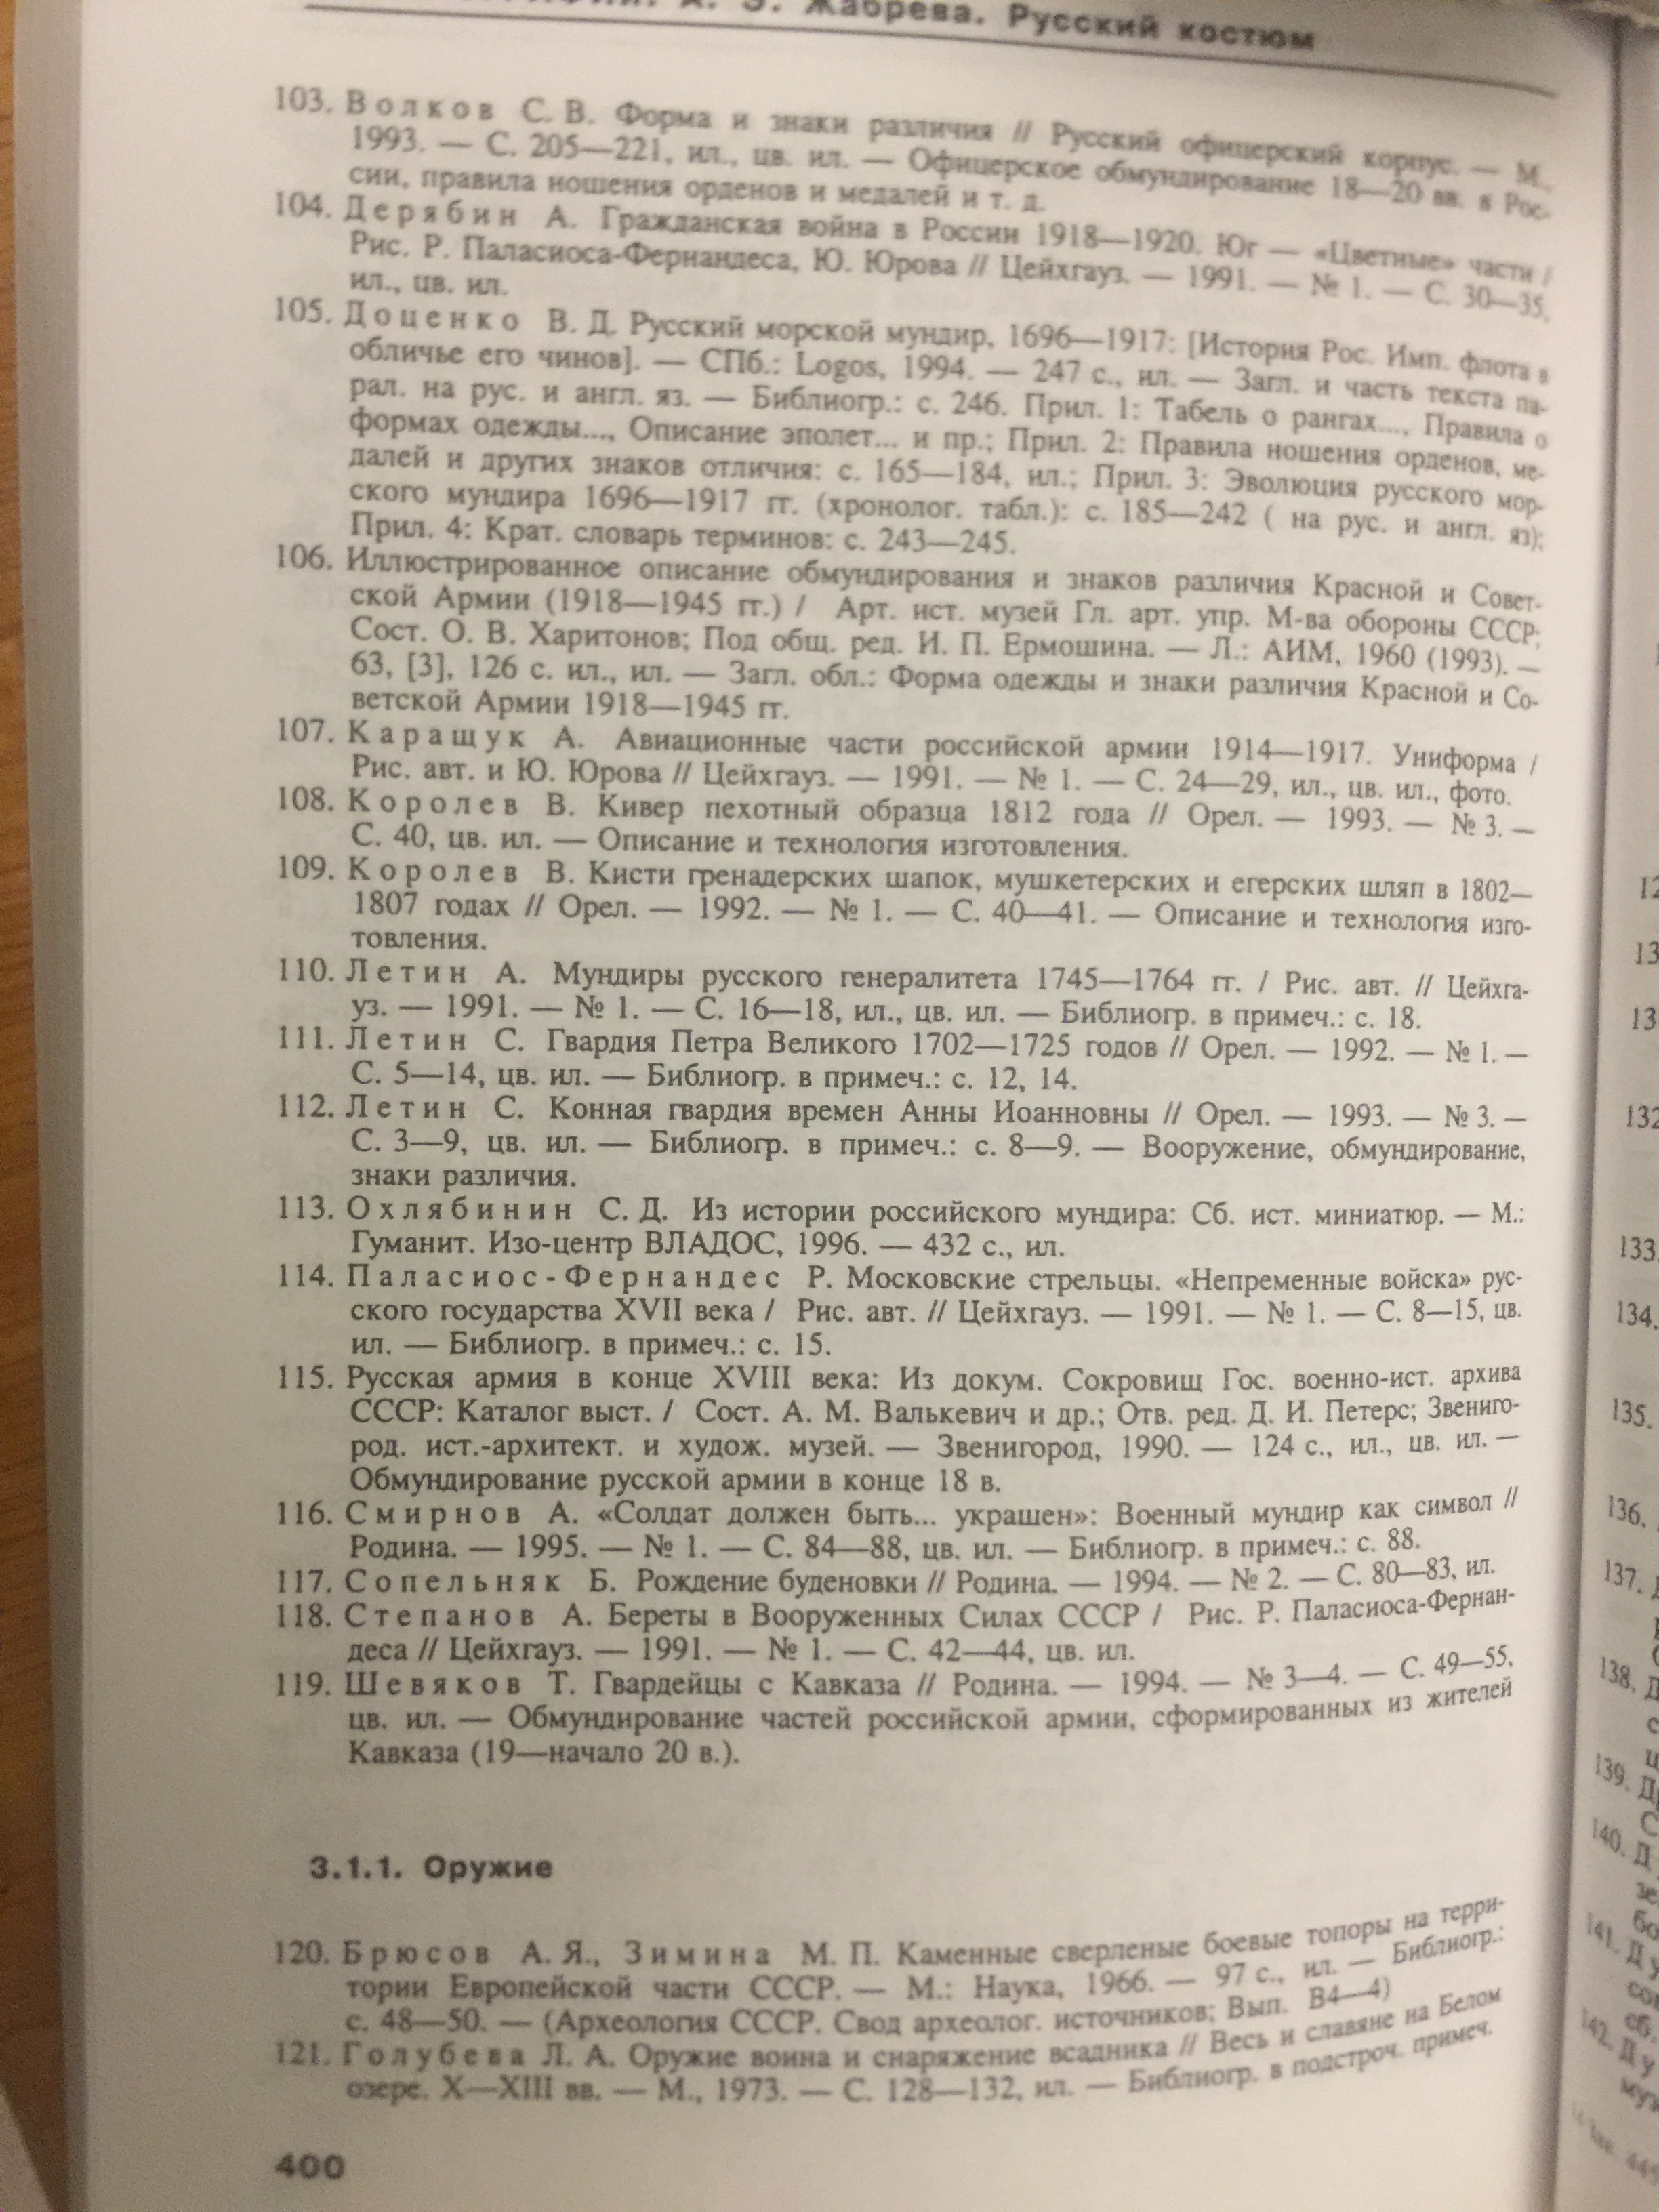 А. Э. Жабрева. Русский костюм
103. Волков С. В. Форма и знаки различия // Русский офицерский корпус. — М.,
1993. — С. 205—221, ил., цв. ил. — Офицерское обмундирование 18—20 вв. в Рос-
сии, правила ношения орденов и медалей и т. д.
104. Дерябин А. Гражданская война в России 1918—1920. Юг — «Цветные» части /
Рис. Р. Паласиоса-Фернандеса, Ю. Юрова // Цейхгауз. — 1991. — № 1. — С. 30—35,
ил., цв. ил.
105. Доценко В. Д. Русский морской мундир, 1696—1917: [История Рос. Имп. флота в
обличье его чинов]. — СПб.: Logos, 1994. — 247 с., ил. — Загл. и часть текста па-
рал. на рус. и англ. яз. — Библиогр.: с. 246. Прил. 1: Табель о рангах..., Правила о
формах одежды..., Описание эполет... и пр.; Прил. 2: Правила ношения орденов, ме-
далей и других знаков отличия: с. 165—184, ил.; Прил. 3: Эволюция русского мор-
ского мундира 1696—1917 гг. (хронолог. табл.): с. 185—242 ( на рус. и англ. яз);
Прил. 4: Крат. словарь терминов: с. 243—245.
106. Иллюстрированное описание обмундирования и знаков различия Красной и Совет-
ской Армии (1918—1945 гг.) / Арт. ист. музей Гл. арт. упр. М-ва обороны СССР;
Сост. О. В. Харитонов; Под общ. ред. И. П. Ермошина. — Л.: АИМ, 1960 (1993). —
63, [3], 126 с. ил., ил. — Загл. обл.: Форма одежды и знаки различия Красной и Со-
ветской Армии 1918—1945 гг.
107. Каращук А. Авиационные части российской армии 1914—1917. Униформа /
Рис. авт. и Ю. Юрова // Цейхгауз. — 1991. — № 1. — С. 24—29, ил., цв. ил., фото.
108. Королев В. Кивер пехотный образца 1812 года // Орел. — 1993. — № 3. —
С. 40, цв. ил. — Описание и технология изготовления.
109. Королев В. Кисти гренадерских шапок, мушкетерских и егерских шляп в 1802—
1807 годах // Орел. — 1992. — № 1. — С. 40—41. — Описание и технология изго-
товления.
110. Летин А. Мундиры русского генералитета 1745—1764 гг. / Рис. авт. // Цейхга-
уз. — 1991. — № 1. — С. 16—18, ил., цв. ил. — Библиогр. в примеч.: с. 18.
111. Летин С. Гвардия Петра Великого 1702—1725 годов // Орел. — 1992. — № 1. —
С. 5—14, цв. ил. — Библиогр. в примеч.: с. 12, 14.
112. Летин С. Конная гвардия времен Анны Иоанновны // Орел. — 1993. — № 3. —
С. 3—9, цв. ил. — Библиогр. в примеч.: с. 8—9. — Вооружение, обмундирование,
знаки различия.
113. Охлябинин С. Д. Из истории российского мундира: Сб. ист. миниатюр. — М.:
Гуманит. Изо-центр ВЛАДОС, 1996. — 432 с., ил.
114. Паласиос-Фернандес Р. Московские стрельцы. «Непременные войска» рус-
ского государства XVII века / Рис. авт. // Цейхгауз. — 1991. — № 1. — С. 8—15, цв.
ил. — Библиогр. в примеч.: с. 15.
115. Русская армия в конце XVIII века: Из докум. Сокровищ Гос. военно-ист. архива
СССР: Каталог выст. / Сост. А. М. Валькевич и др.; Отв. ред. Д. И. Петерс; Звениго-
род. ист.-архитект. и худож. музей. — Звенигород, 1990. — 124 с., ил., цв. ил. —
Обмундирование русской армии в конце 18 в.
116. Смирнов А. «Солдат должен быть... украшен»: Военный мундир как символ //
Родина. — 1995. — № 1. — С. 84—88, цв. ил. — Библиогр. в примеч.: с. 88.
117. Сопельняк Б. Рождение буденовки // Родина. — 1994. — № 2. — С. 80—83, ил.
118. Степанов А. Береты в Вооруженных Силах СССР / Рис. Р. Паласиоса-Фернан-
деса // Цейхгауз. — 1991. — № 1. — С. 42—44, цв. ил.
119. Шевяков Т. Гвардейцы с Кавказа // Родина. — 1994. — № 3—4. — С. 49—55,
цв. ил. — Обмундирование частей российской армии, сформированных из жителей
Кавказа (19—начало 20 в.).
3.1.1. Оружие
120. Брюсов А. Я., Зимина М. П. Каменные сверленые боевые топоры на терри-
тории Европейской части СССР. — М.: Наука, 1966. — 97 с., ил. — Библиогр.:
с. 48—50. — (Археология СССР. Свод археолог. источников; Вып. В4—4)
121. Голубева Л. А. Оружие воина и снаряжение всадника // Весь и славяне на Белом
озере. X—XIII вв. — М., 1973. — С. 128—132, ил. — Библиогр. в подстроч. примеч.
400
132
133.
134.
135.
136.
137.
138. Д
139. Д
140. Д
141. Ду
142. Ду